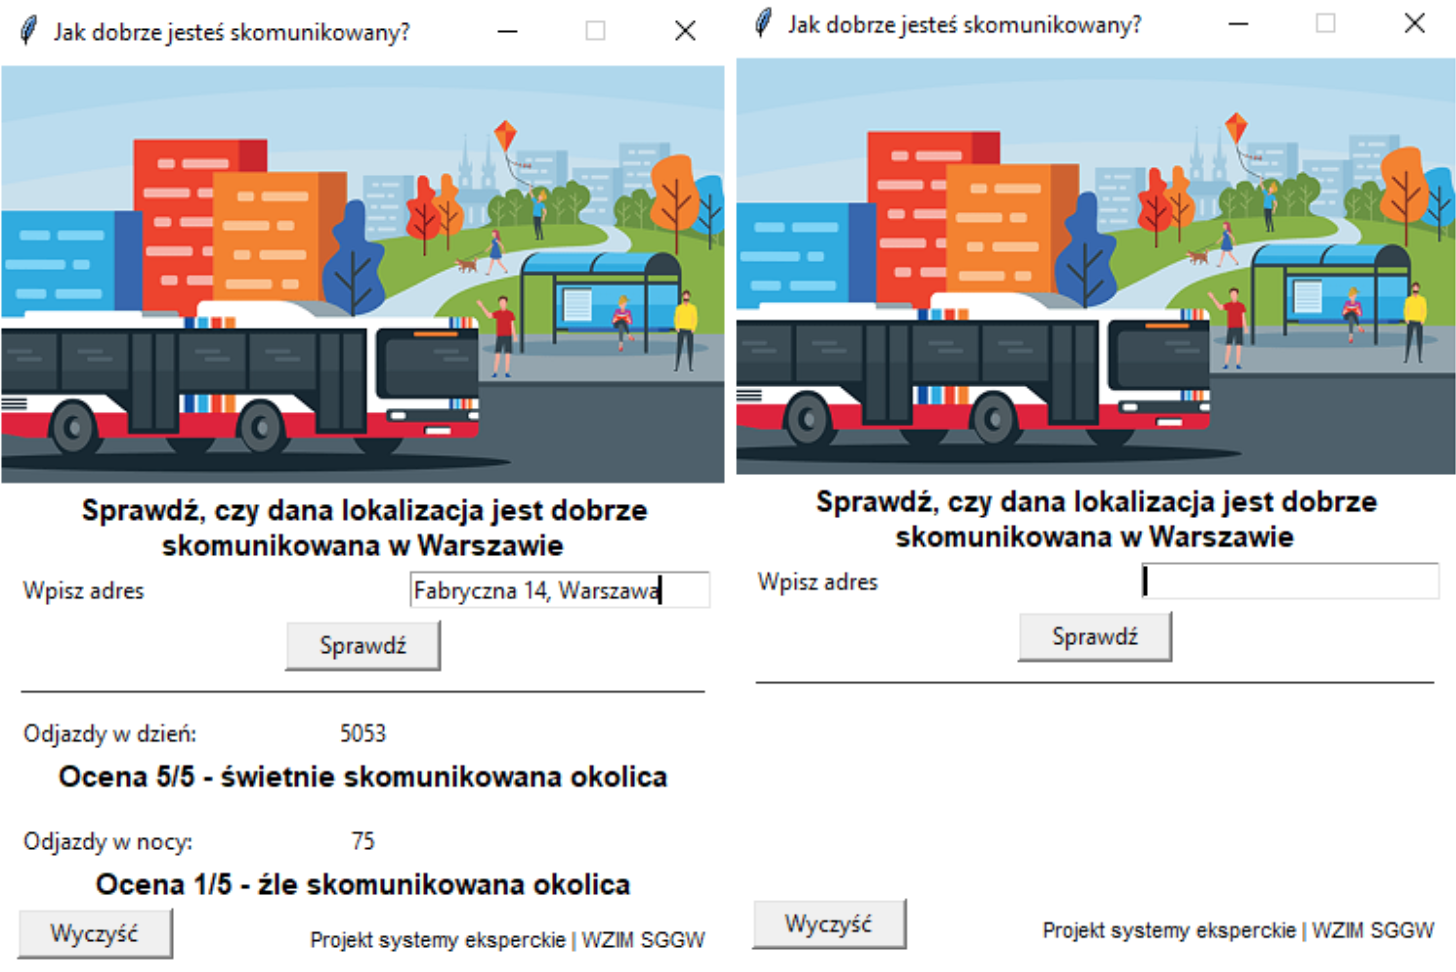 Jak dobrze jesteś skomunikowany?
Sprawdź, czy dana lokalizacja jest dobrze
skomunikowana w Warszawie
Wpisz adres Fabryczna 14, Warszawa
Sprawdź
Odjazdy w dzień: 5053
Ocena 5/5 - świetnie skomunikowana okolica
Odjazdy w nocy: 75
Ocena 1/5 - źle skomunikowana okolica
Wyczyść Projekt systemy eksperckie | WZIM SGGW
Jak dobrze jesteś skomunikowany?
Sprawdź, czy dana lokalizacja jest dobrze
skomunikowana w Warszawie
Wpisz adres
Sprawdź
Wyczyść Projekt systemy eksperckie | WZIM SGGW